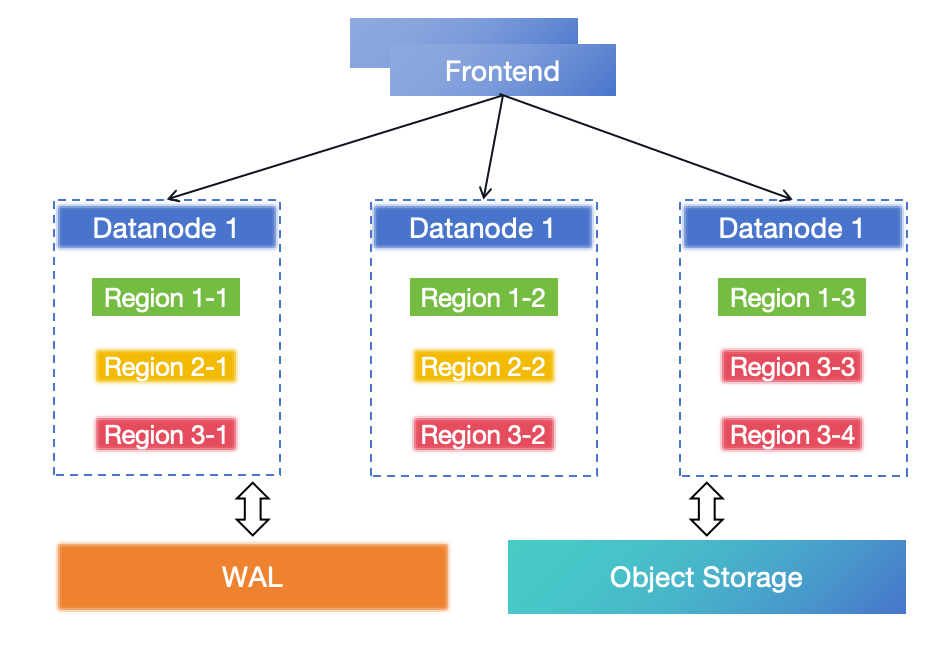 Frontend
Datanode 1
Datanode 1
Datanode 1
Region 1-1
Region 1-2
Region 1-3
Region 2-1
Region 2-2
Region 3-3
Region 3-1
Region 3-2
Region 3-4
WAL
Object Storage